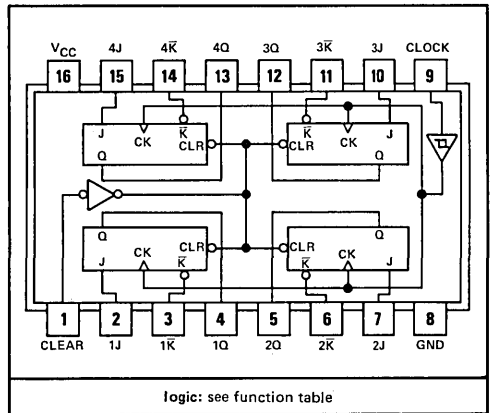 V_CC 4J 4K̅ 4Q 3Q 3K̅ 3J CLOCK
16 15 14 13 12 11 10 9
J CK K̅ CLR K̅ CK J
Q CLR Q
Q CLR CLR Q
J CK K̅ K̅ CK J
1 2 3 4 5 6 7 8
CLEAR 1J 1K̅ 1Q 2Q 2K̅ 2J GND
logic: see function table